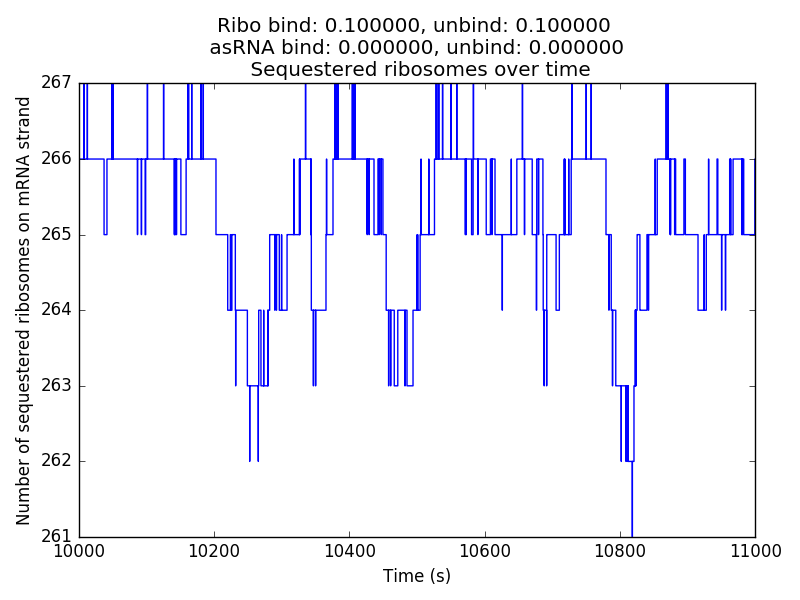 Ribo bind: 0.100000, unbind: 0.100000
asRNA bind: 0.000000, unbind: 0.000000
Sequestered ribosomes over time
Number of sequestered ribosomes on mRNA strand
267
266
265
264
263
262
261
10000
10200
10400
10600
10800
11000
Time (s)